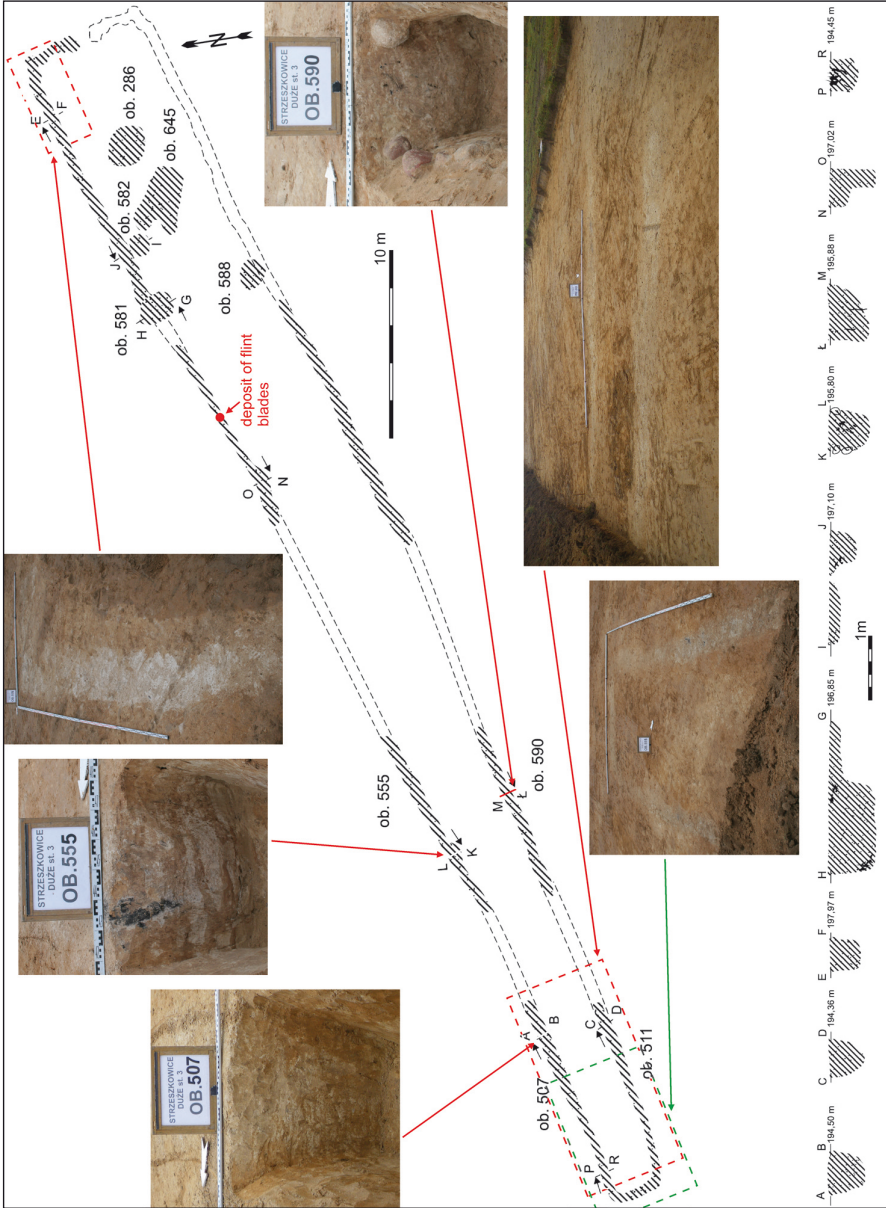 STRZESZKOWICE
DUŻE st. 3
OB.507
STRZESZKOWICE
DUŻE st. 3
OB.555
STRZESZKOWICE
DUŻE st. 3
OB.590
N
E
F
ob. 286
ob. 645
ob. 582
J
I
ob. 581
H
G
ob. 588
deposit of flint
blades
O
N
ob. 555
L
K
M
Ł
ob. 590
10 m
A
B
ob. 507
C
D
ob. 511
P
R
1m
A B 194,50 m
C D 194,36 m
E F 197,97 m
H G 196,85 m
I J 197,10 m
K L 195,80 m
Ł M 195,88 m
N O 197,02 m
P R 194,45 m